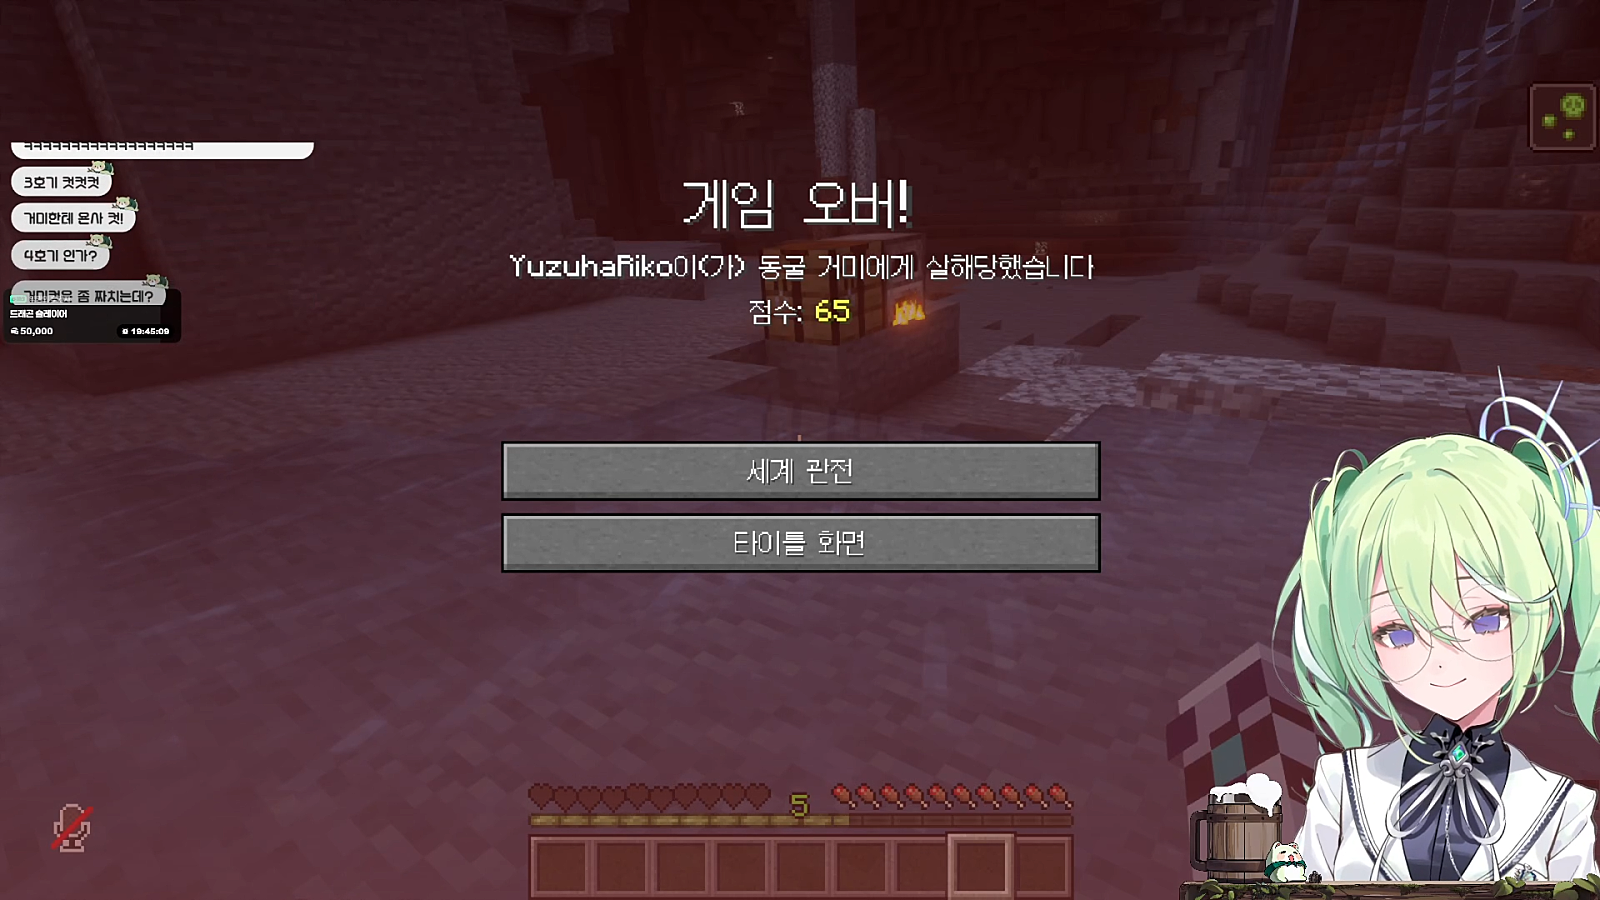 ㅋㅋㅋㅋㅋㅋㅋㅋㅋㅋㅋㅋㅋㅋㅋㅋㅋㅋ
3호기 컷컷컷
거미한테 은사 컷!
4호기 인가?
거미컷은 좀 짜치는데?
드래곤 슬레이어
50,000
19:45:09
게임 오버!
YuzuhaRiko이(가) 동굴 거미에게 살해당했습니다
점수: 65
세계 관전
타이틀 화면
5